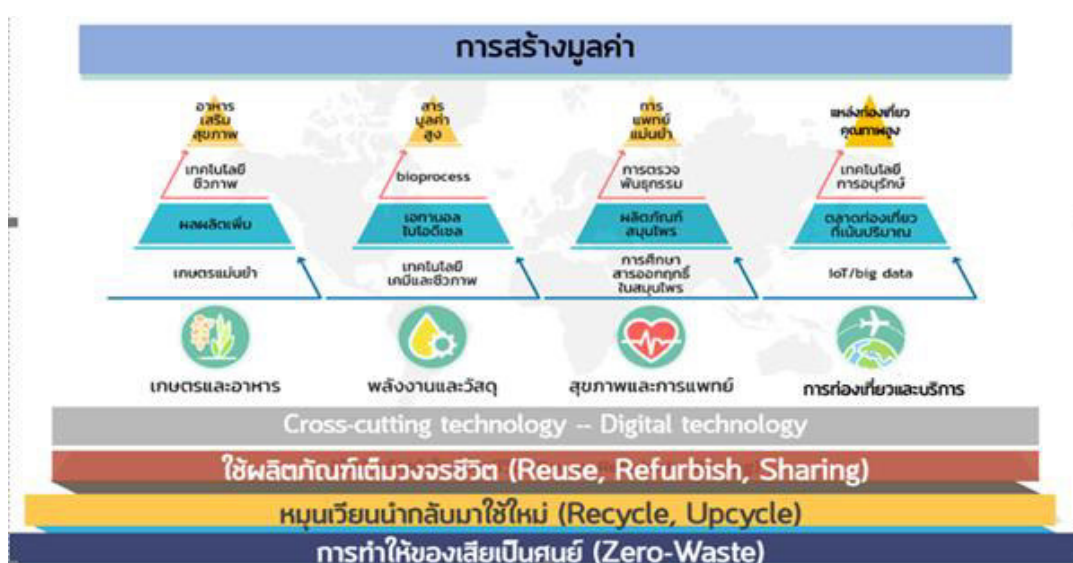 การสร้างมูลค่า
อาหาร
เสริม
สุขภาพ
เทคโนโลยี
ชีวภาพ
ผลผลิตเพิ่ม
เกษตรแม่นยำ
เกษตรและอาหาร
สาร
มูลค่า
สูง
bioprocess
เอทานอล
ไบโอดีเซล
เทคโนโลยี
เคมีและชีวภาพ
พลังงานและวัสดุ
การ
แพทย์
แม่นยำ
การตรวจ
พันธุกรรม
ผลิตภัณฑ์
สมุนไพร
การศึกษา
สารออกฤทธิ์
ในสมุนไพร
สุขภาพและการแพทย์
แหล่งท่องเที่ยว
คุณภาพสูง
เทคโนโลยี
การอนุรักษ์
ตลาดท่องเที่ยว
ที่เน้นปริมาณ
IoT/big data
การท่องเที่ยวและบริการ
Cross-cutting technology -- Digital technology
ใช้ผลิตภัณฑ์เต็มวงจรชีวิต (Reuse, Refurbish, Sharing)
หมุนเวียนนำกลับมาใช้ใหม่ (Recycle, Upcycle)
การทำให้ของเสียเป็นศูนย์ (Zero-Waste)